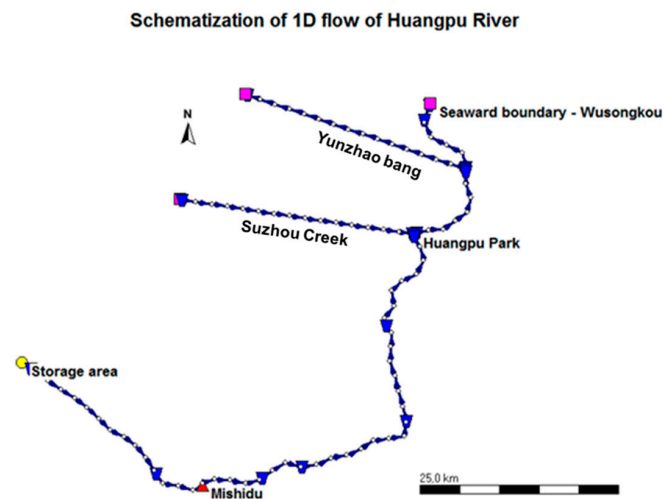 Schematization of 1D flow of Huangpu River
N
Seaward boundary - Wusongkou
Yunzhao bang
Suzhou Creek
Huangpu Park
Storage area
Mishidu
25.0 km